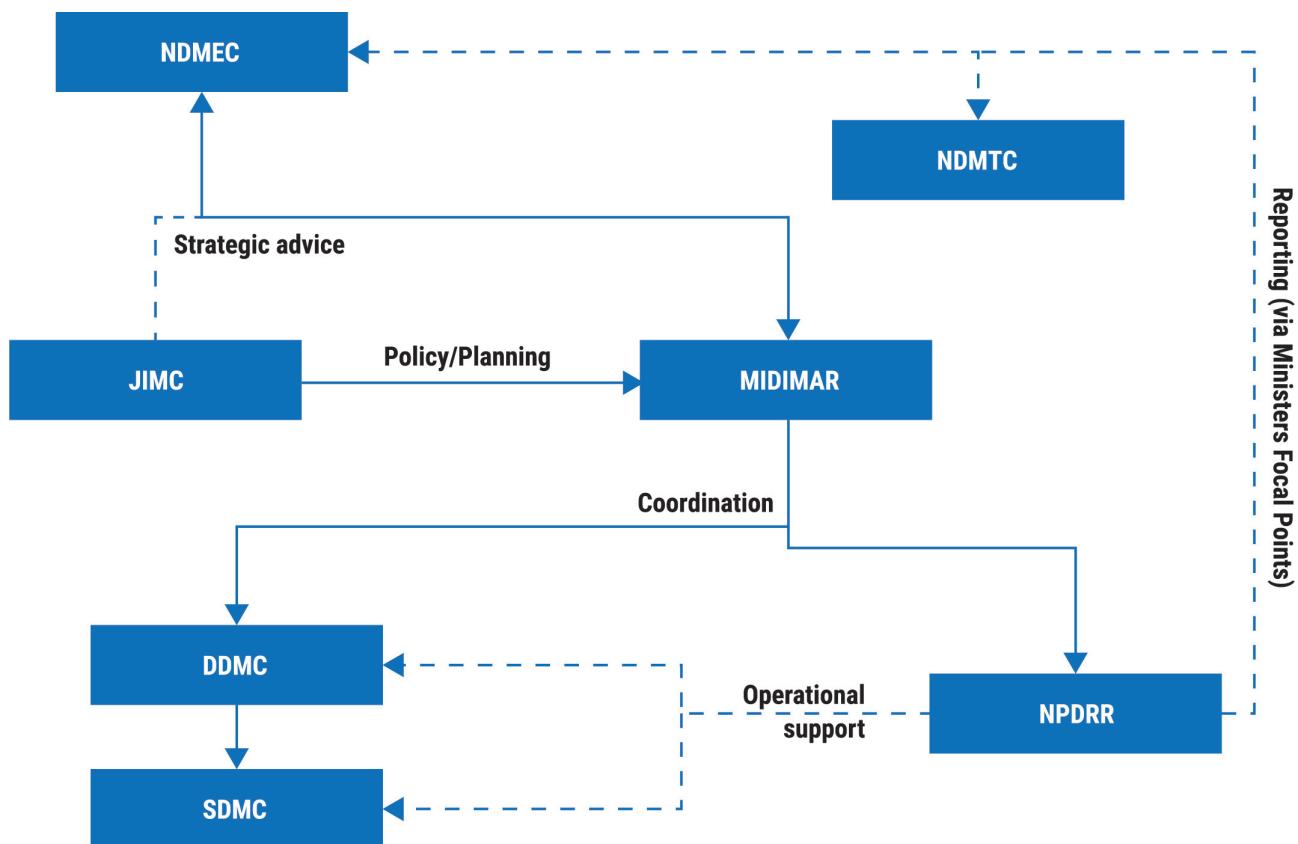 NDMEC
NDMTC
Strategic advice
JIMC
Policy/Planning
MIDIMAR
Reporting (via Ministers Focal Points)
Coordination
DDMC
Operational
support
NPDRR
SDMC